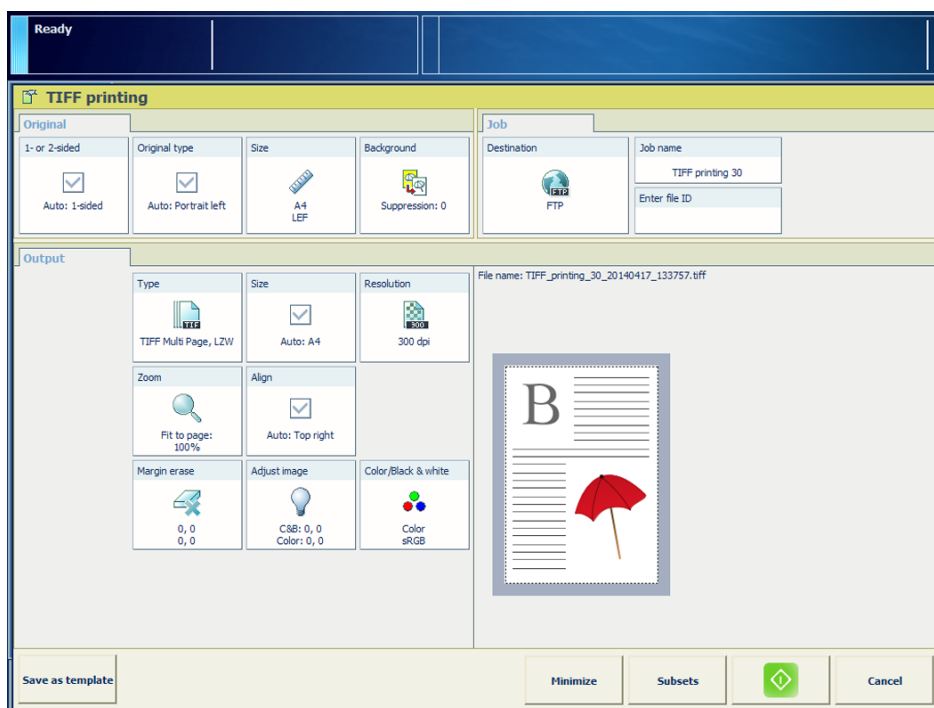 Ready
TIFF printing
Original
1- or 2-sided
Auto: 1-sided
Original type
Auto: Portrait left
Size
A4
LEF
Background
Suppression: 0
Job
Destination
FTP
FTP
Job name
TIFF printing 30
Enter file ID
Output
Type
TIF
TIFF Multi Page, LZW
Size
Auto: A4
Resolution
300
300 dpi
Zoom
Fit to page:
100%
Align
Auto: Top right
Margin erase
0, 0
0, 0
Adjust image
C&B: 0, 0
Color: 0, 0
Color/Black & white
Color
sRGB
File name: TIFF_printing_30_20140417_133757.tiff
B
Save as template
Minimize
Subsets
Cancel